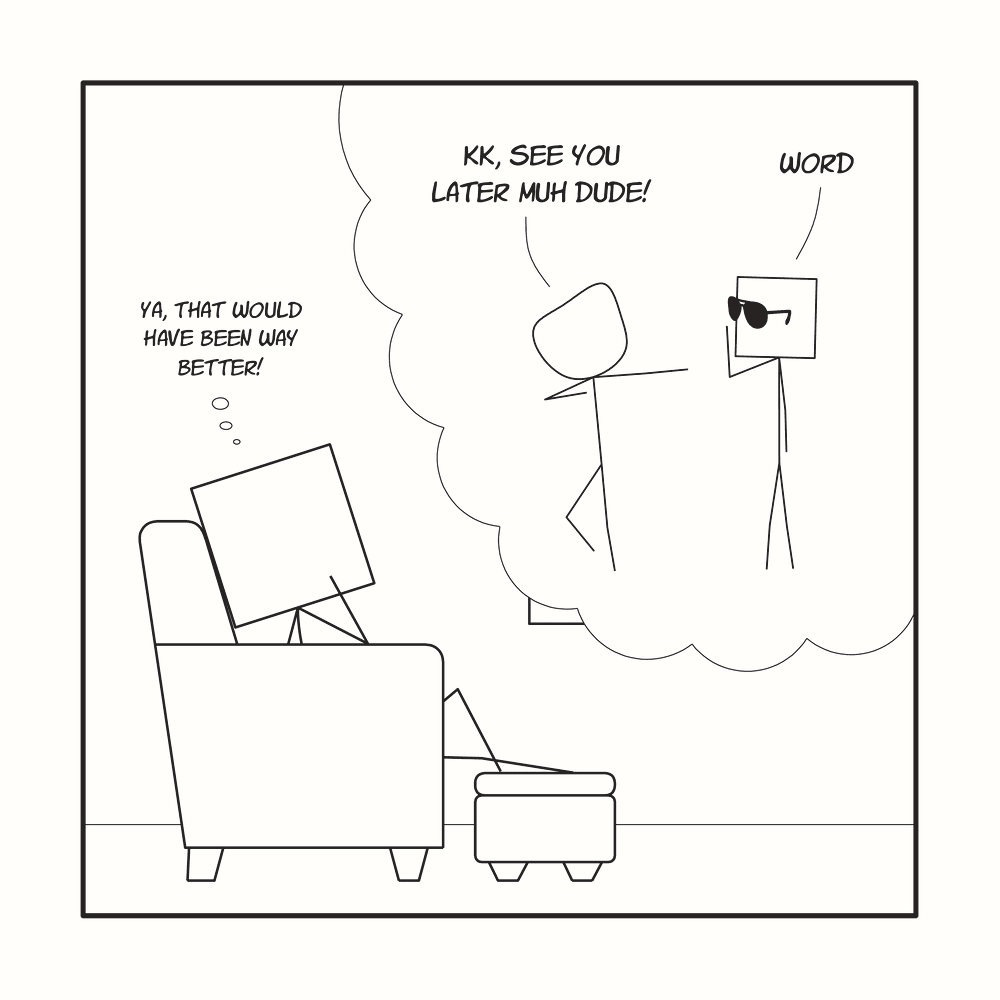 KK, SEE YOU
LATER MUH DUDE!
WORD
YA, THAT WOULD
HAVE BEEN WAY
BETTER!